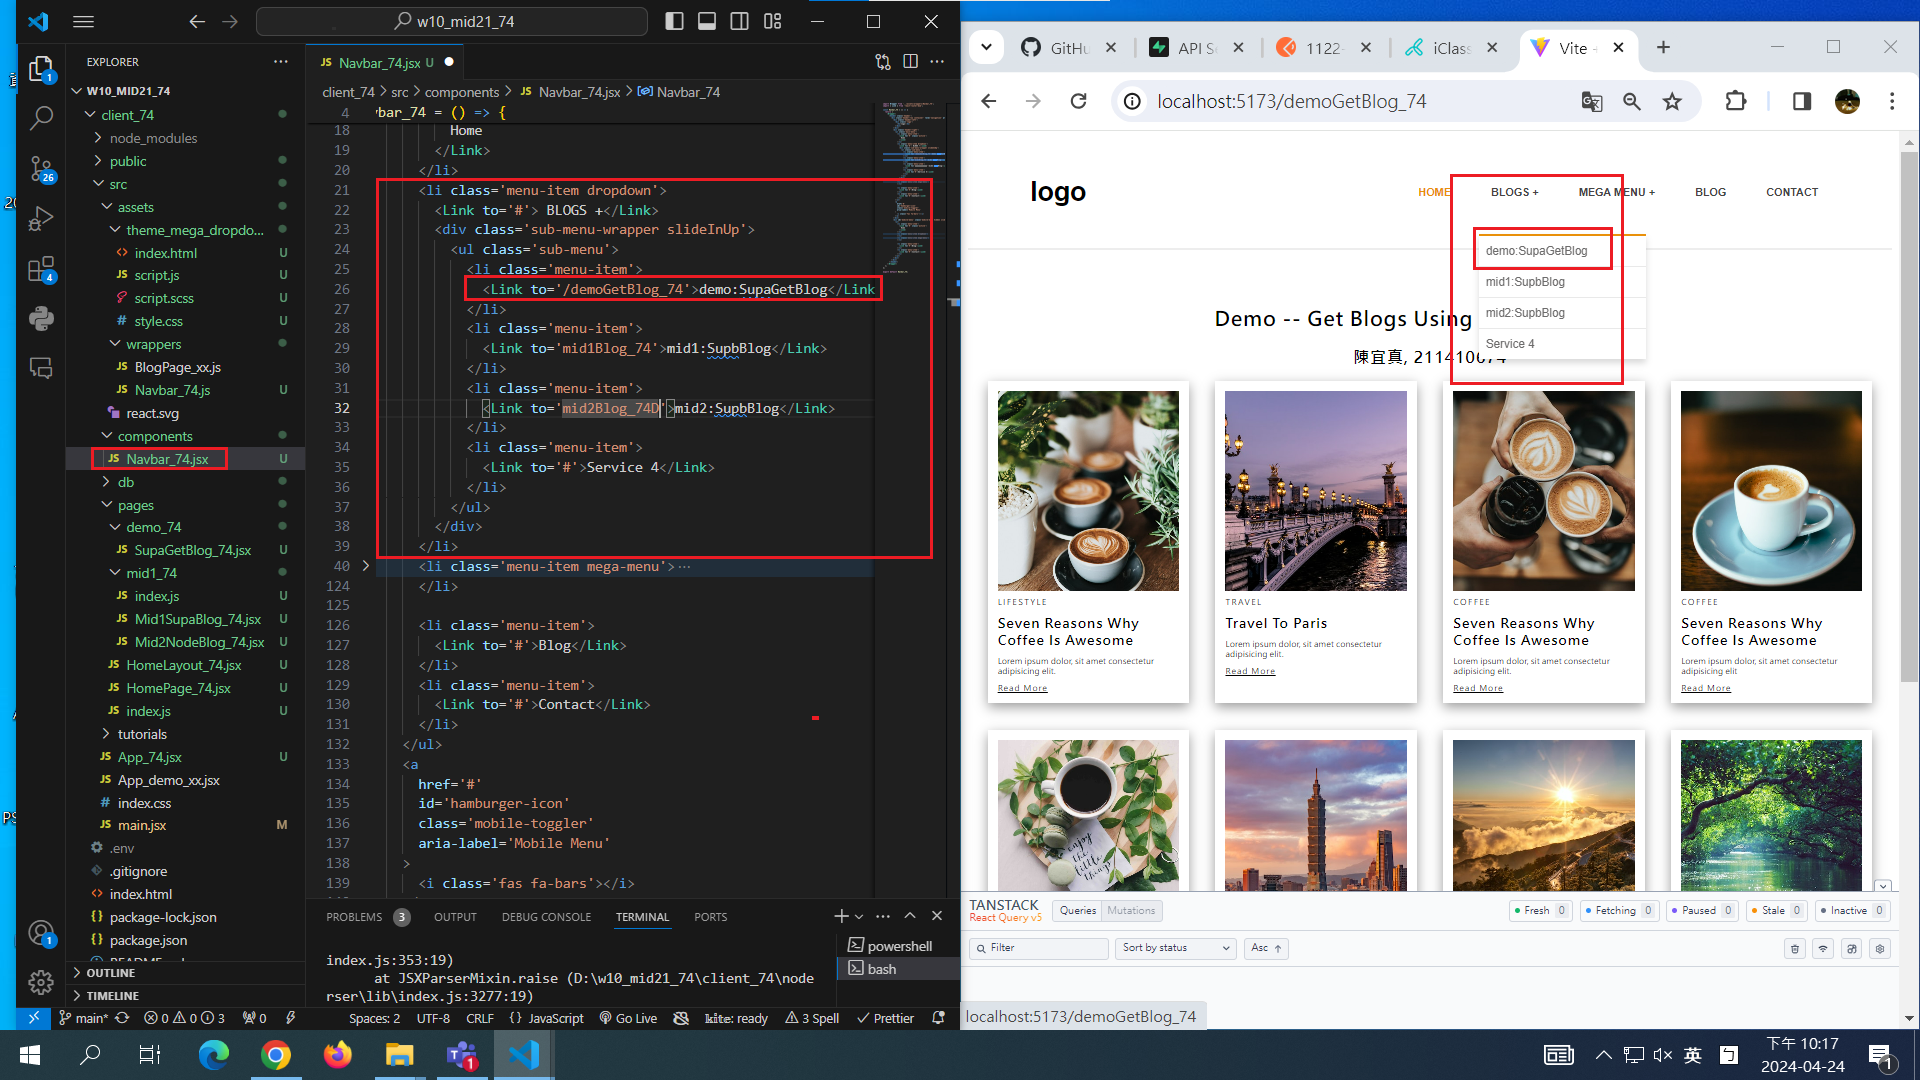 w10_mid21_74
EXPLORER
W10_MID21_74
client_74
node_modules
public
src
assets
theme_mega_dropdo...
index.html U
script.js U
script.scss U
style.css U
wrappers
BlogPage_xx.js
Navbar_74.js U
react.svg
components
Navbar_74.jsx U
db
pages
demo_74
SupaGetBlog_74.jsx U
mid1_74
index.js U
Mid1SupaBlog_74.jsx U
Mid2NodeBlog_74.jsx U
HomeLayout_74.jsx U
HomePage_74.jsx U
index.js U
tutorials
App_74.jsx U
App_demo_xx.jsx
index.css
main.jsx M
.env
.gitignore
index.html
package-lock.json
package.json
OUTLINE
TIMELINE
Navbar_74.jsx U
client_74 > src > components > Navbar_74.jsx > Navbar_74
4 vbar_74 = () => {
18 Home
19 </Link>
20 </li>
21 <li class='menu-item dropdown'>
22 <Link to='#'> BLOGS +</Link>
23 <div class='sub-menu-wrapper slideInUp'>
24 <ul class='sub-menu'>
25 <li class='menu-item'>
26 <Link to='/demoGetBlog_74'>demo:SupaGetBlog</Link
27 </li>
28 <li class='menu-item'>
29 <Link to='mid1Blog_74'>mid1:SupbBlog</Link>
30 </li>
31 <li class='menu-item'>
32 <Link to='mid2Blog_74D'>mid2:SupbBlog</Link>
33 </li>
34 <li class='menu-item'>
35 <Link to='#'>Service 4</Link>
36 </li>
37 </ul>
38 </div>
39 </li>
40 <li class='menu-item mega-menu'>...
124 </li>
125
126 <li class='menu-item'>
127 <Link to='#'>Blog</Link>
128 </li>
129 <li class='menu-item'>
130 <Link to='#'>Contact</Link>
131 </li>
132 </ul>
133 <a
134 href='#'
135 id='hamburger-icon'
136 class='mobile-toggler'
137 aria-label='Mobile Menu'
138 >
139 <i class='fas fa-bars'></i>
PROBLEMS 3 OUTPUT DEBUG CONSOLE TERMINAL PORTS
powershell
bash
index.js:353:19)
at JSXParserMixin.raise (D:\w10_mid21_74\client_74\node
rser\lib\index.js:3277:19)
main* 0 0 3 0 Spaces: 2 UTF-8 CRLF {} JavaScript Go Live kite: ready 3 Spell Prettier
GitHu API S 1122- iClass Vite
localhost:5173/demoGetBlog_74
logo
HOME BLOGS + MEGA MENU + BLOG CONTACT
demo:SupaGetBlog
mid1:SupbBlog
mid2:SupbBlog
Service 4
Demo -- Get Blogs Using
陳宜真, 211410674
LIFESTYLE
Seven Reasons Why
Coffee Is Awesome
Lorem ipsum dolor, sit amet consectetur
adipisicing elit.
Read More
TRAVEL
Travel To Paris
Lorem ipsum dolor, sit amet consectetur
adipisicing elit.
Read More
COFFEE
Seven Reasons Why
Coffee Is Awesome
Lorem ipsum dolor, sit amet consectetur
adipisicing elit
Read More
COFFEE
Seven Reasons Why
Coffee Is Awesome
Lorem ipsum dolor, sit amet consectetur
adipisicing elit
Read More
enjoy
the
little
TANSTACK
React Query v5
Queries Mutations
Fresh 0 Fetching 0 Paused 0 Stale 0 Inactive 0
Filter Sort by status Asc
localhost:5173/demoGetBlog_74
英
下午 10:17
2024-04-24
1